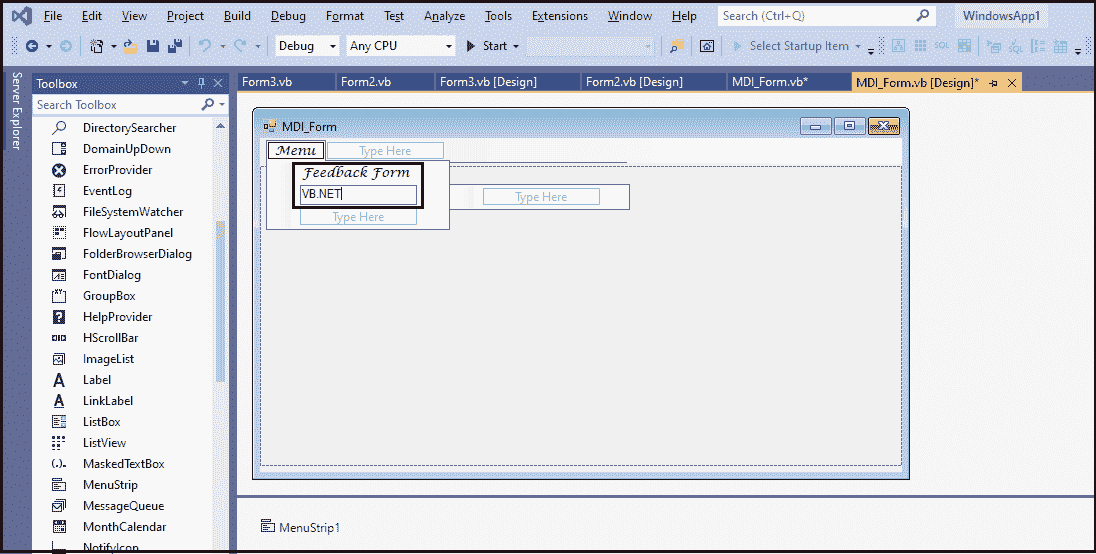 File Edit View Project Build Debug Format Test Analyze Tools Extensions Window Help Search (Ctrl+Q) WindowsApp1
Debug Any CPU Start Select Startup Item
Server Explorer
Toolbox
Search Toolbox
DirectorySearcher
DomainUpDown
ErrorProvider
EventLog
FileSystemWatcher
FlowLayoutPanel
FolderBrowserDialog
FontDialog
GroupBox
HelpProvider
HScrollBar
ImageList
Label
LinkLabel
ListBox
ListView
MaskedTextBox
MenuStrip
MessageQueue
MonthCalendar
NotifyIcon
Form3.vb Form2.vb Form3.vb [Design] Form2.vb [Design] MDI_Form.vb* MDI_Form.vb [Design]*
MDI_Form
Menu Type Here
Feedback Form
VB.NET Type Here
Type Here
MenuStrip1